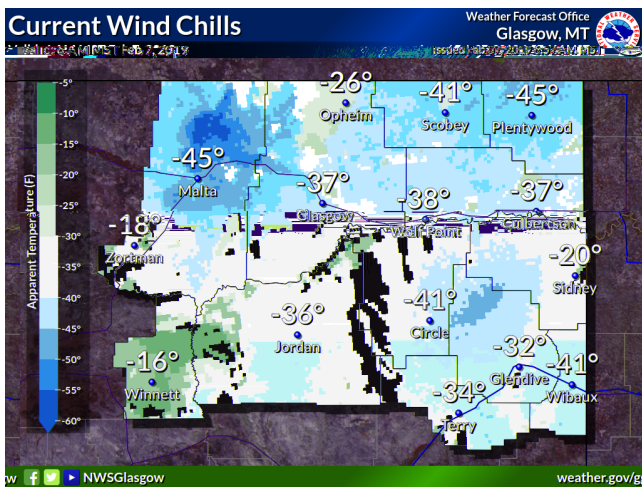 Current Wind Chills
Weather Forecast Office
Glasgow, MT
-5°
-10°
-15°
-20°
-25°
-30°
-35°
-40°
-45°
-50°
-55°
-60°
Apparent Temperature (F)
-26°
Opheim
-41°
Scobey
-45°
Plentywood
-45°
Malta
-37°
Glasgow
-38°
Wolf Point
-37°
Culbertson
-18°
Zortman
-20°
Sidney
-36°
Jordan
-41°
Circle
-16°
Winnett
-32°
Glendive
-41°
Wibaux
-34°
Terry
NWSGlasgow